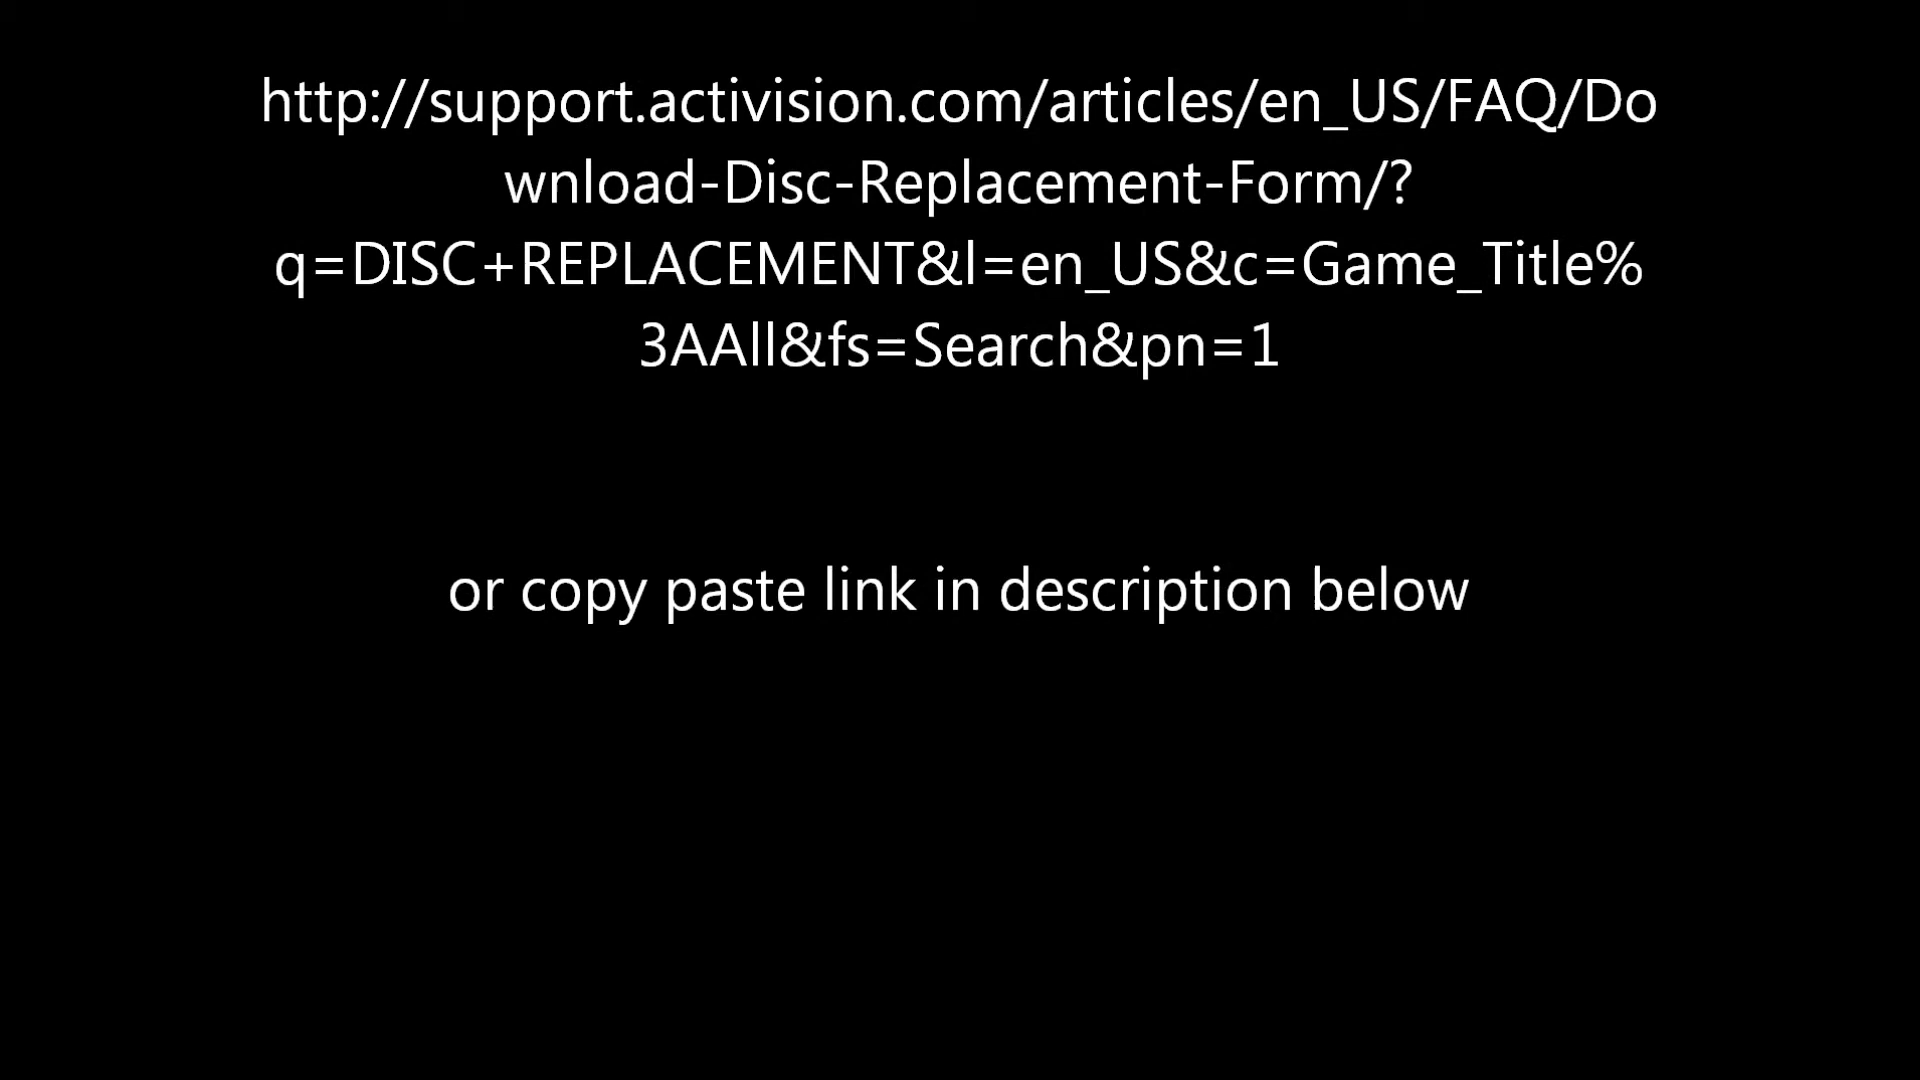 http://support.activision.com/articles/en_US/FAQ/Do
wnload-Disc-Replacement-Form/?
q=DISC+REPLACEMENT&l=en_US&c=Game_Title%
3AAll&fs=Search&pn=1
or copy paste link in description below